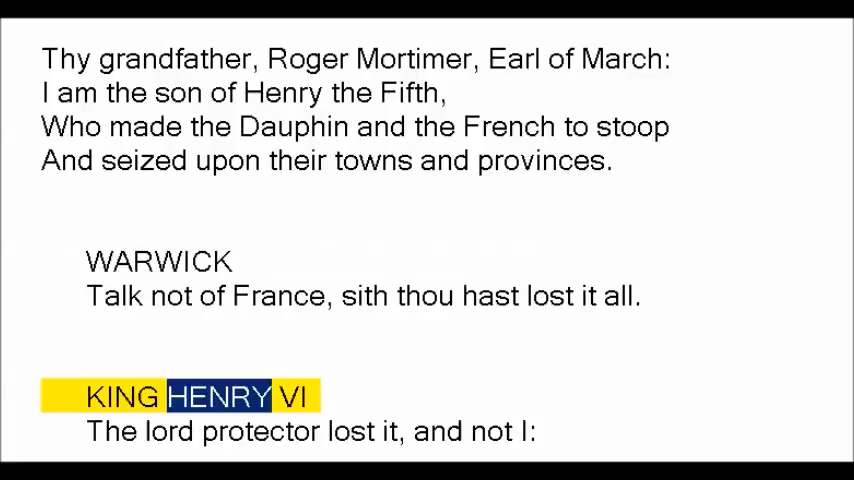 Thy grandfather, Roger Mortimer, Earl of March:
I am the son of Henry the Fifth,
Who made the Dauphin and the French to stoop
And seized upon their towns and provinces.
WARWICK
Talk not of France, sith thou hast lost it all.
KING HENRY VI
The lord protector lost it, and not I: